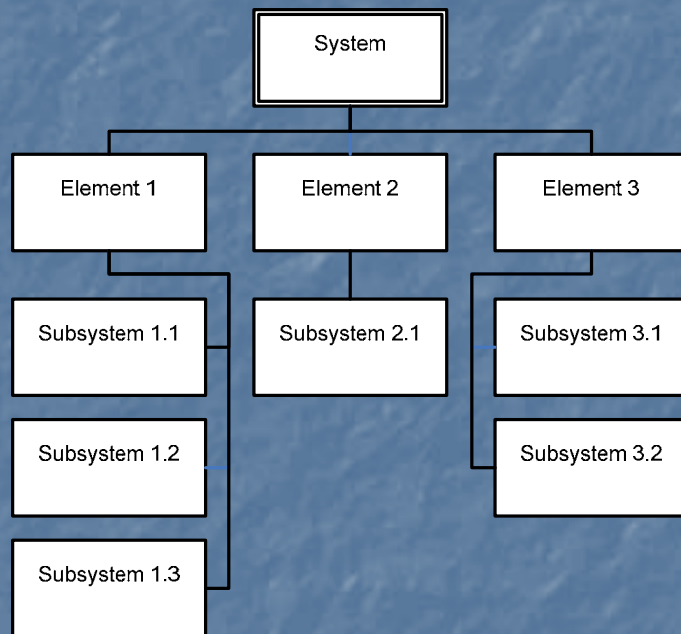 System
Element 1
Element 2
Element 3
Subsystem 1.1
Subsystem 2.1
Subsystem 3.1
Subsystem 1.2
Subsystem 3.2
Subsystem 1.3